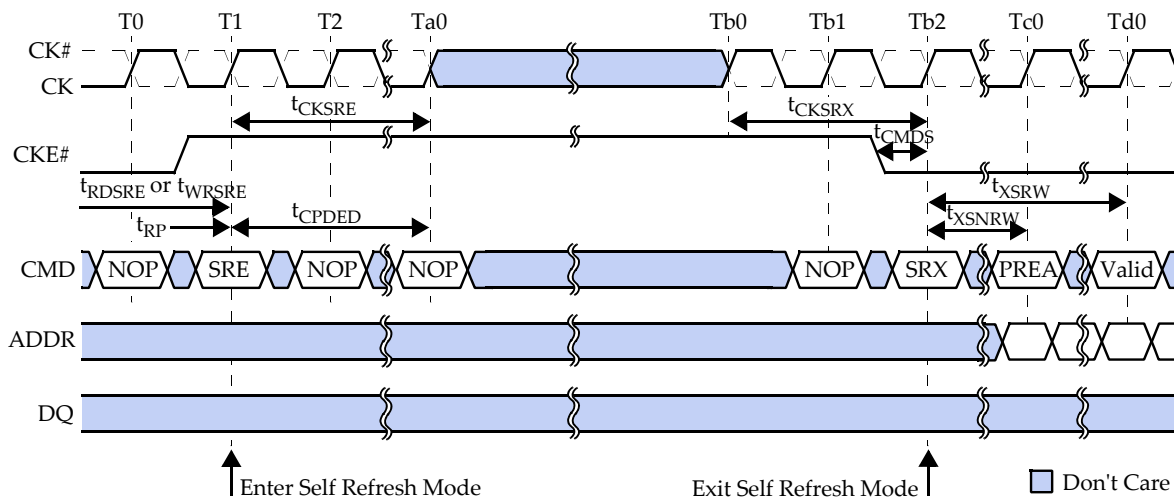 T0 T1 T2 Ta0 Tb0 Tb1 Tb2 Tc0 Td0
CK#
CK
tCKSRE tCKSRX
tCMDS
CKE#
tRDSRE or tWRSRE tXSRW
tRP tCPDED tXSNRW
CMD NOP SRE NOP NOP NOP SRX PREA Valid
ADDR
DQ
Enter Self Refresh Mode Exit Self Refresh Mode Don't Care